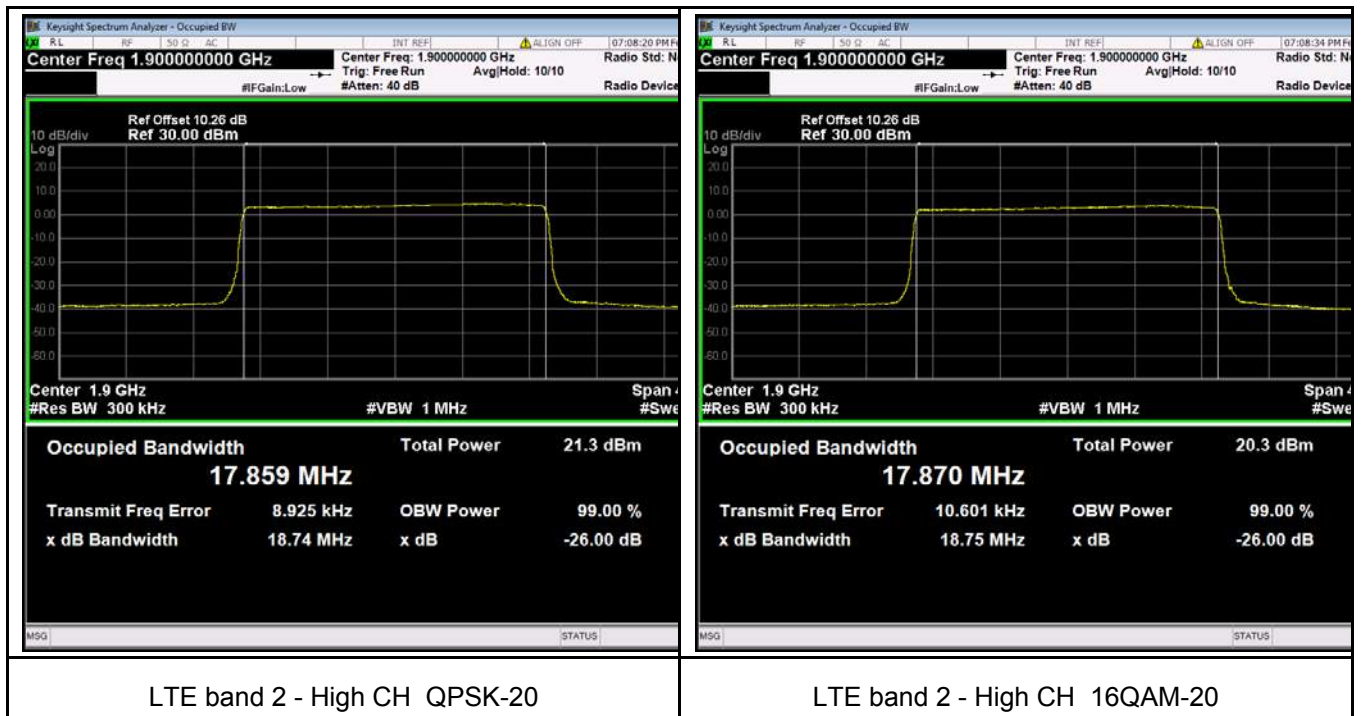 Keysight Spectrum Analyzer - Occupied BW
RL RF 50 Ω AC INT REF ALIGN OFF 07:08:20 PM
Center Freq 1.900000000 GHz
Center Freq: 1.900000000 GHz
Radio Std:
Trig: Free Run Avg|Hold: 10/10
#IFGain:Low #Atten: 40 dB Radio Device
Ref Offset 10.26 dB
10 dB/div Ref 30.00 dBm
Log
20.0
10.0
0.00
-10.0
-20.0
-30.0
-40.0
-50.0
-60.0
Center 1.9 GHz Span
#Res BW 300 kHz #VBW 1 MHz
Occupied Bandwidth Total Power 21.3 dBm
17.859 MHz
Transmit Freq Error 8.925 kHz OBW Power 99.00 %
x dB Bandwidth 18.74 MHz x dB -26.00 dB
MSG STATUS
LTE band 2 - High CH QPSK-20
Keysight Spectrum Analyzer - Occupied BW
RL RF 50 Ω AC INT REF ALIGN OFF 07:08:34 PM
Center Freq 1.900000000 GHz
Center Freq: 1.900000000 GHz
Radio Std:
Trig: Free Run Avg|Hold: 10/10
#IFGain:Low #Atten: 40 dB Radio Device
Ref Offset 10.26 dB
10 dB/div Ref 30.00 dBm
Log
20.0
10.0
0.00
-10.0
-20.0
-30.0
-40.0
-50.0
-60.0
Center 1.9 GHz Span
#Res BW 300 kHz #VBW 1 MHz
Occupied Bandwidth Total Power 20.3 dBm
17.870 MHz
Transmit Freq Error 10.601 kHz OBW Power 99.00 %
x dB Bandwidth 18.75 MHz x dB -26.00 dB
MSG STATUS
LTE band 2 - High CH 16QAM-20